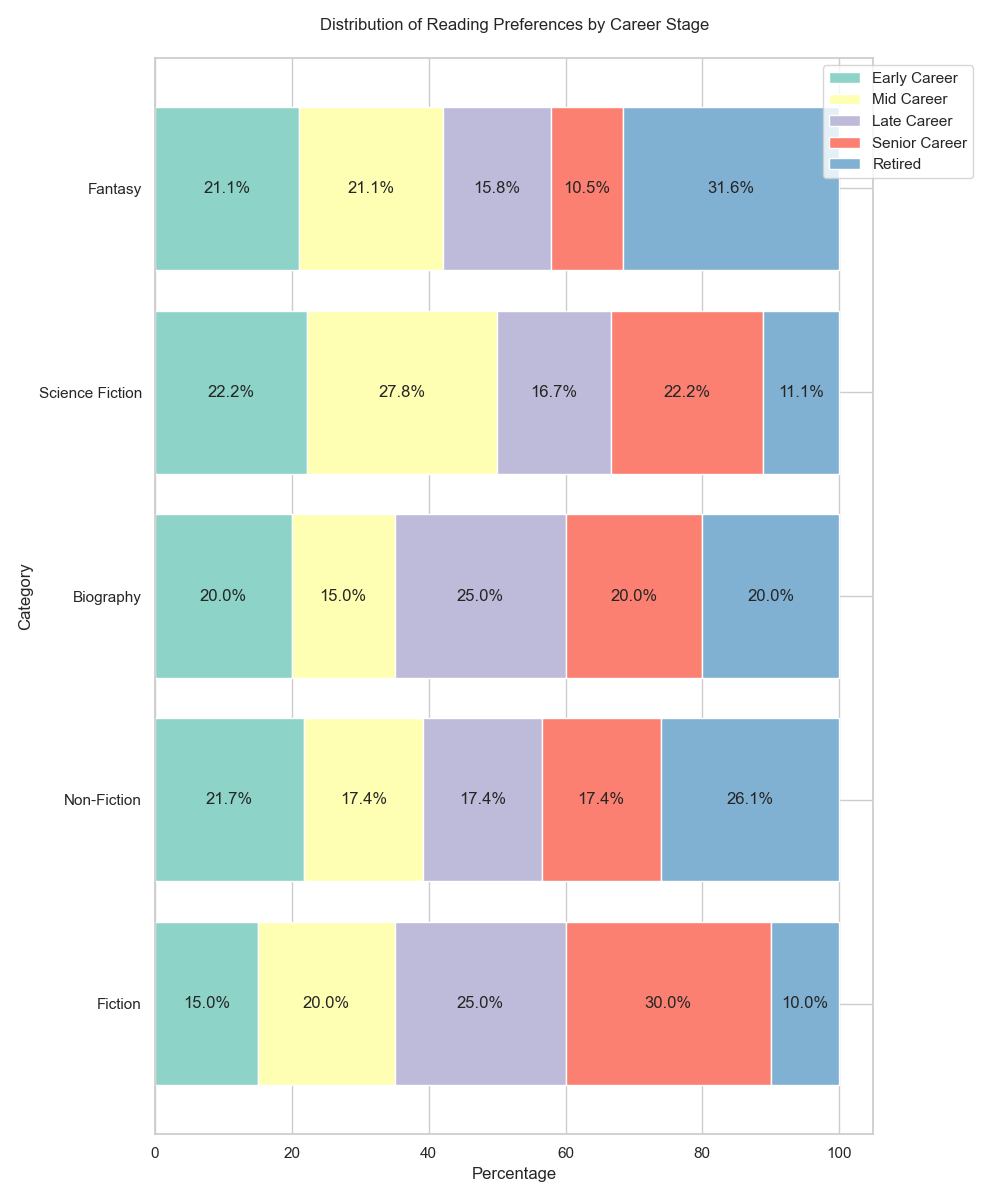 Distribution of Reading Preferences by Career Stage
Early Career
Mid Career
Late Career
Senior Career
Retired
Fantasy
21.1%
21.1%
15.8%
10.5%
31.6%
Science Fiction
22.2%
27.8%
16.7%
22.2%
11.1%
Biography
20.0%
15.0%
25.0%
20.0%
20.0%
Non-Fiction
21.7%
17.4%
17.4%
17.4%
26.1%
Fiction
15.0%
20.0%
25.0%
30.0%
10.0%
Category
0
20
40
60
80
100
Percentage